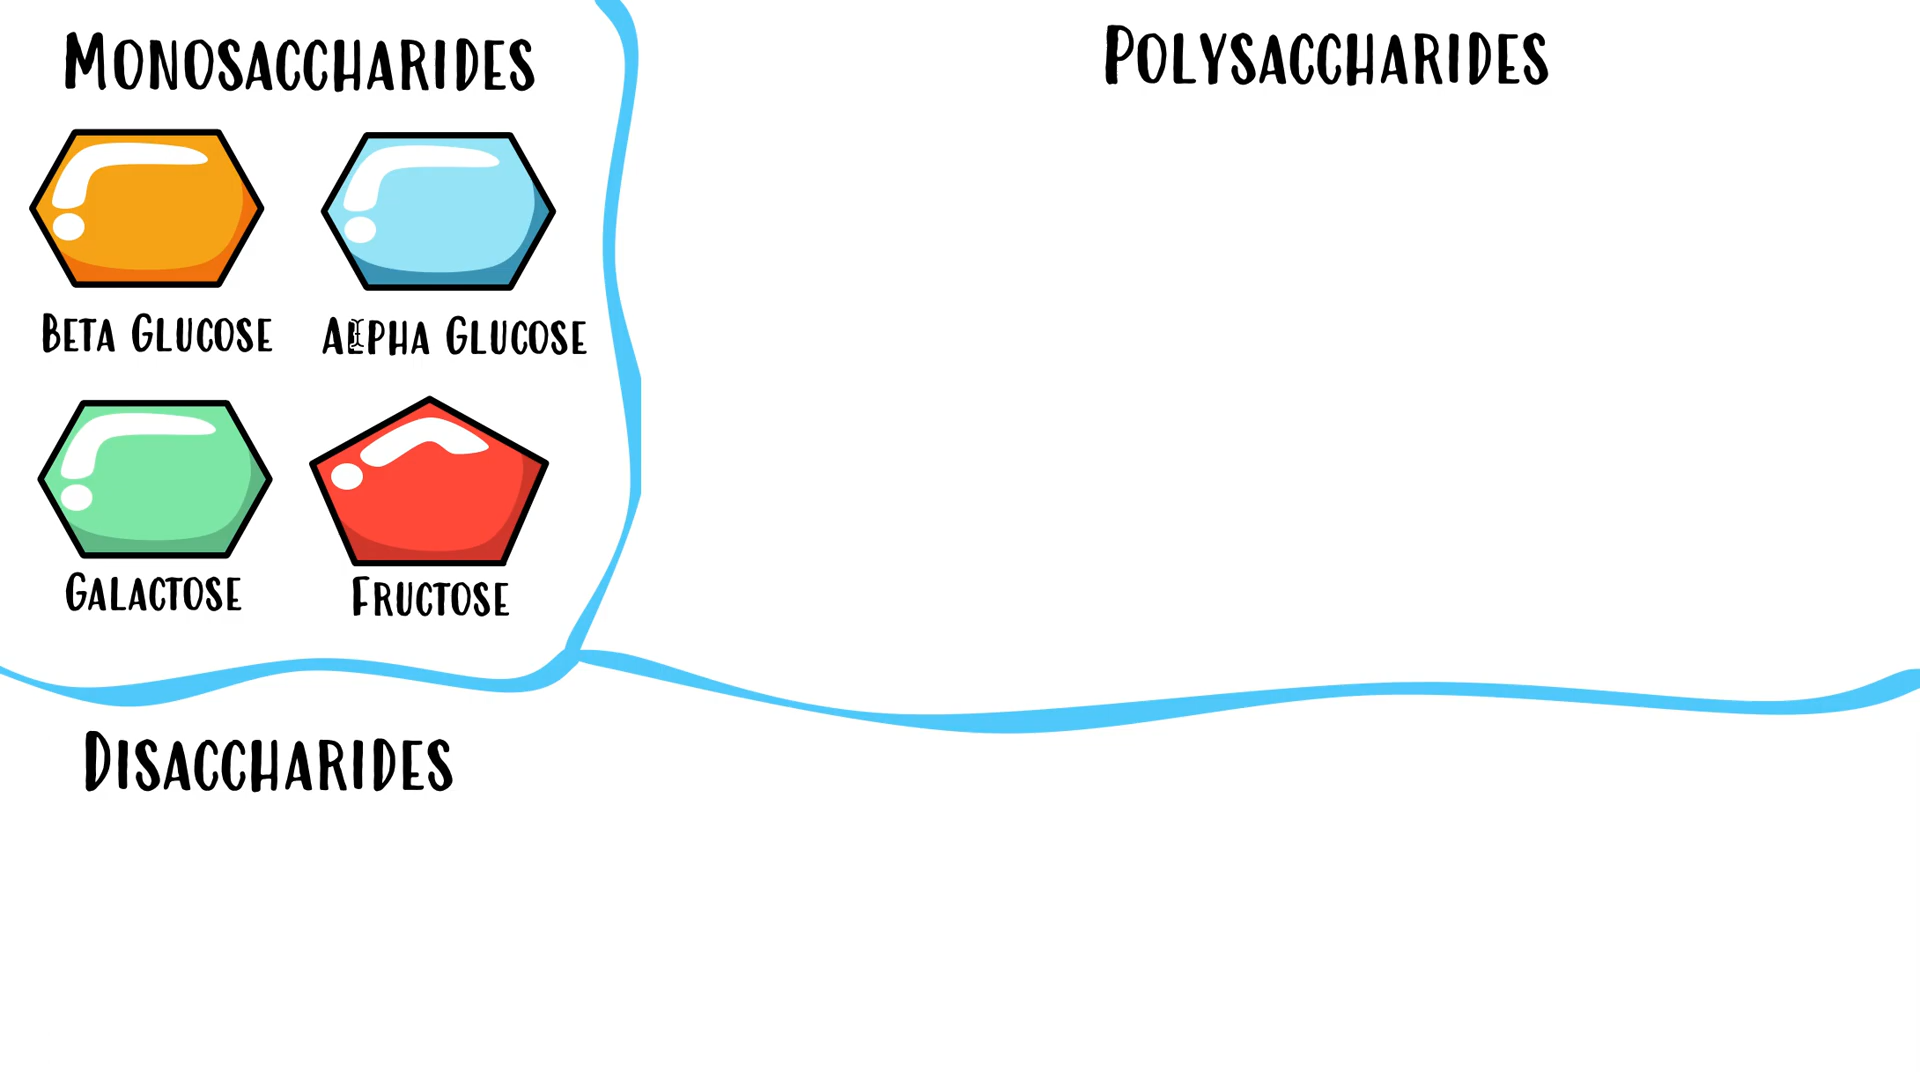 Monosaccharides
Polysaccharides
Beta Glucose
Alpha Glucose
Galactose
Fructose
Disaccharides